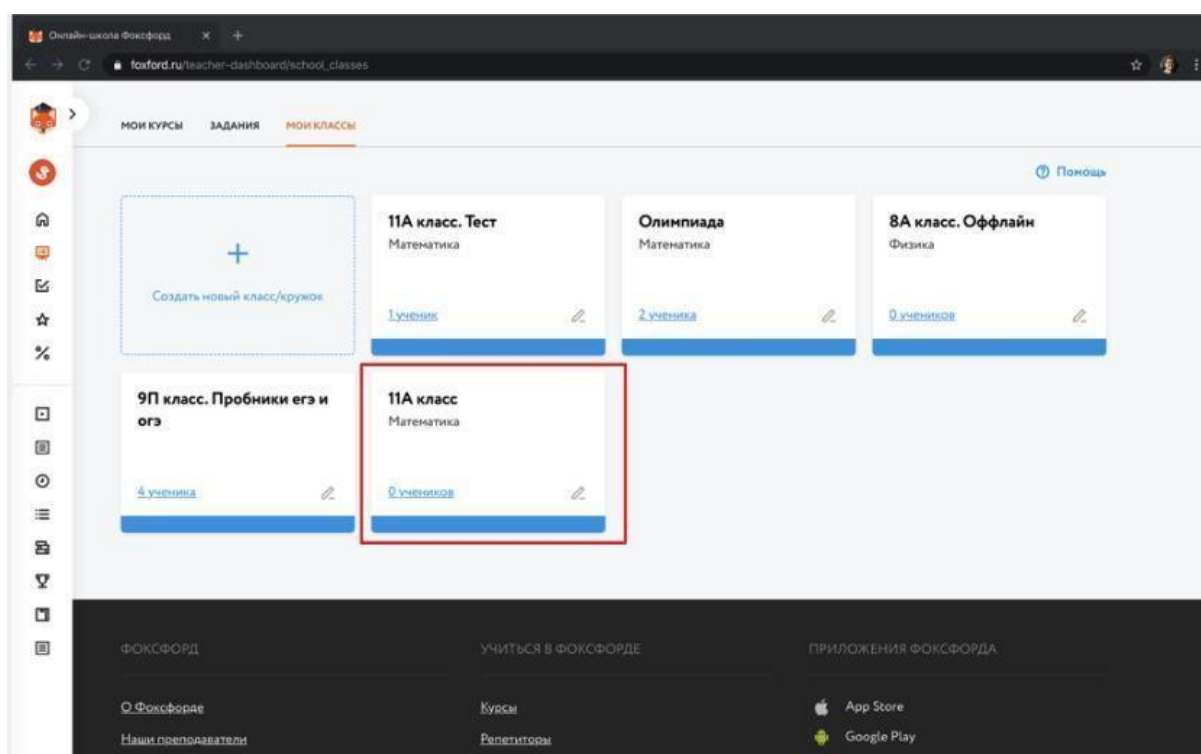 Онлайн-школа Фоксфорд
foxford.ru/teacher-dashboard/school_classes
МОИ КУРСЫ ЗАДАНИЯ МОИ КЛАССЫ
Помощь
Создать новый класс/кружок
11А класс. Тест
Математика
1 ученик
Олимпиада
Математика
2 ученика
8А класс. Оффлайн
Физика
0 учеников
9П класс. Пробники егэ и
огэ
4 ученика
11А класс
Математика
0 учеников
ФОКСФОРД
О Фоксфорде
Наши преподаватели
УЧИТЬСЯ В ФОКСФОРДЕ
Курсы
Репетиторы
ПРИЛОЖЕНИЯ ФОКСФОРДА
App Store
Google Play